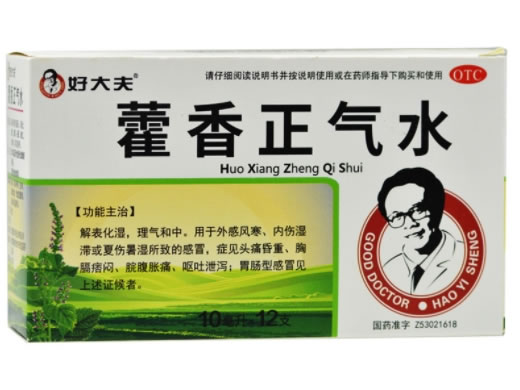 好大夫®
请仔细阅读说明书并按说明使用或在药师指导下购买和使用
OTC
藿香正气水
Huo Xiang Zheng Qi Shui
【功能主治】
解表化湿，理气和中。用于外感风寒、内伤湿
滞或夏伤暑湿所致的感冒，症见头痛昏重、胸
膈痞闷、脘腹胀痛、呕吐泄泻；胃肠型感冒见
上述证候者。
10毫升×12支
GOOD DOCTOR • HAO YI SHENG
国药准字 Z53021618